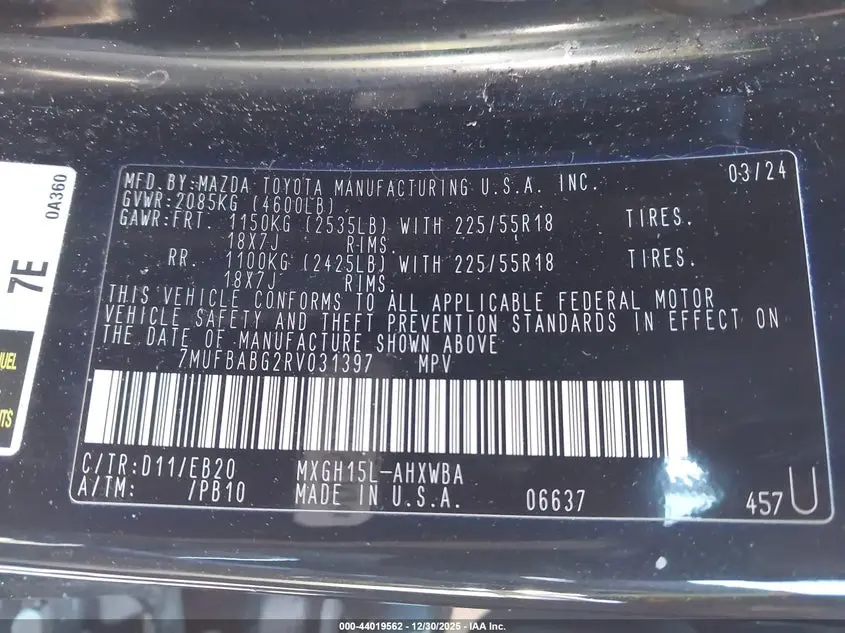 0A360
7E
MFD.BY:MAZDA TOYOTA MANUFACTURING U.S.A. INC. 03/24
GVWR:2085KG (4600LB)
GAWR:FRT. 1150KG (2535LB) WITH 225/55R18 TIRES.
18X7J RIMS
RR. 1100KG (2425LB) WITH 225/55R18 TIRES.
18X7J RIMS.
THIS VEHICLE CONFORMS TO ALL APPLICABLE FEDERAL MOTOR
VEHICLE SAFETY AND THEFT PREVENTION STANDARDS IN EFFECT ON
THE DATE OF MANUFACTURE SHOWN ABOVE
7MUFBABG2RV031397 MPV
C/TR:D11/EB20 MXGH15L-AHXWBA
A/TM: /PB10 MADE IN U.S.A. 06637 457U
000-44019562 - 12/30/2025 - IAA Inc.